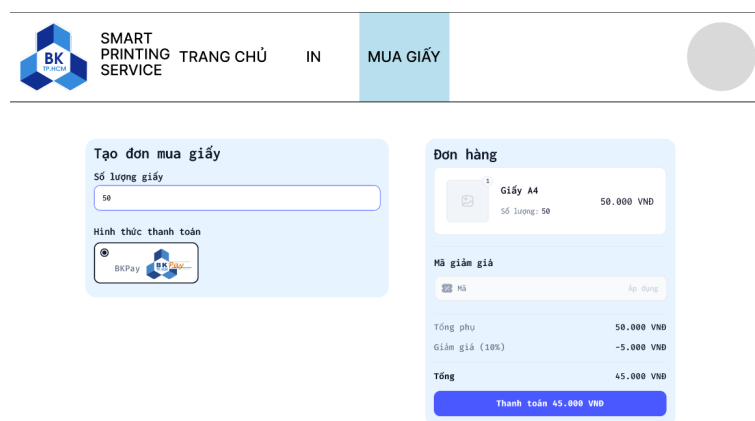 BK
TP.HCM
SMART
PRINTING
SERVICE
TRANG CHỦ
IN
MUA GIẤY
Tạo đơn mua giấy
Số lượng giấy
50
Hình thức thanh toán
BKPay
BK Pay
TP.HCM
Đơn hàng
1
Giấy A4
50.000 VNĐ
Số lượng: 50
Mã giảm giá
Mã
Áp dụng
Tổng phụ 50.000 VNĐ
Giảm giá (10%) -5.000 VNĐ
Tổng 45.000 VNĐ
Thanh toán 45.000 VNĐ